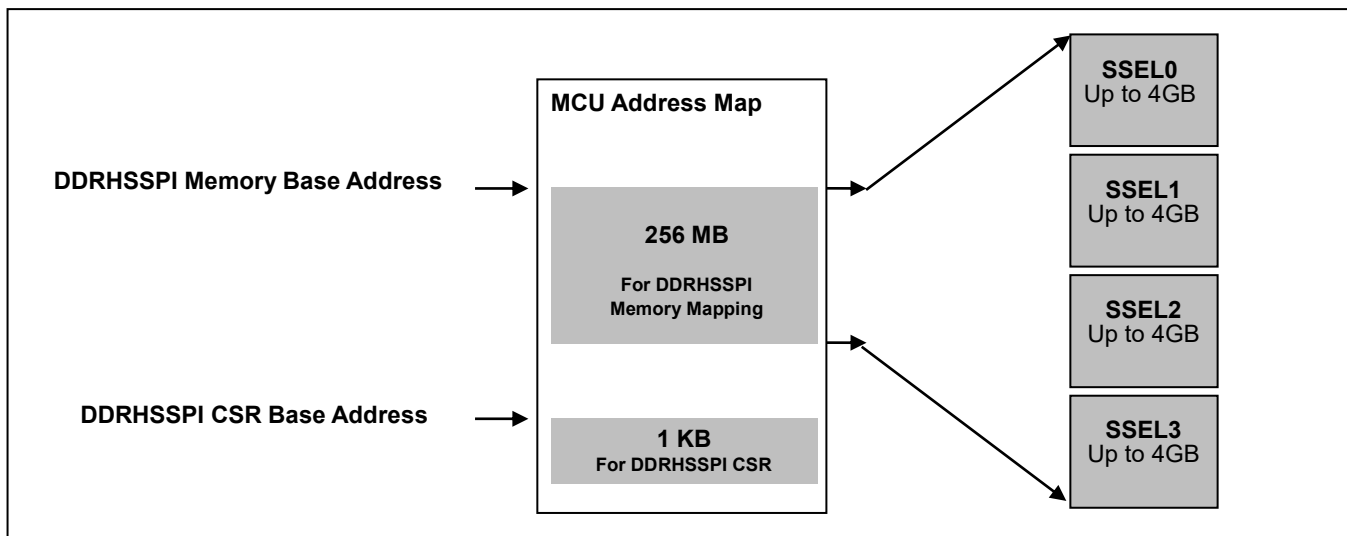 MCU Address Map
DDRHSSPI Memory Base Address
256 MB
For DDRHSSPI
Memory Mapping
DDRHSSPI CSR Base Address
1 KB
For DDRHSSPI CSR
SSEL0
Up to 4GB
SSEL1
Up to 4GB
SSEL2
Up to 4GB
SSEL3
Up to 4GB